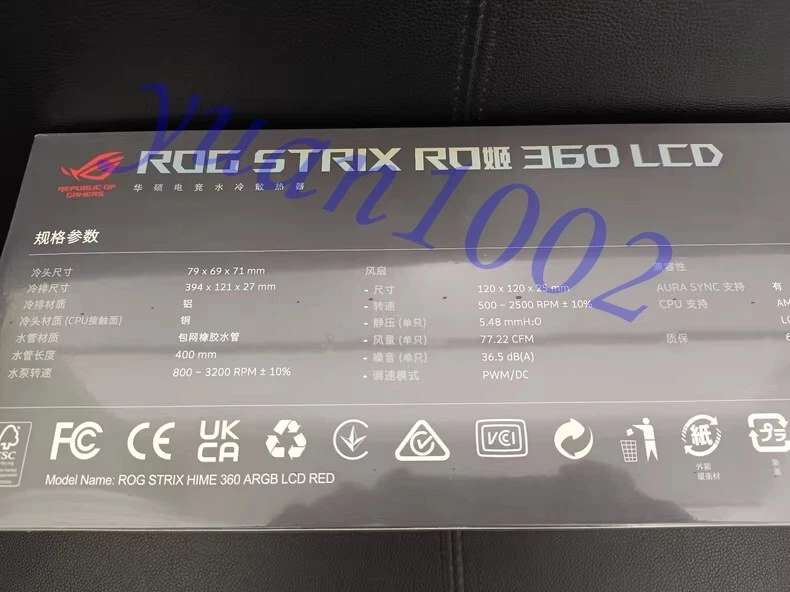 yuan1002
ROG STRIX RO姬 360 LCD
REPUBLIC OF
GAMERS
华硕电竞水冷散热器
规格参数
冷头尺寸 79 x 69 x 71 mm
冷排尺寸 394 x 121 x 27 mm
冷排材质 铝
冷头材质 (CPU接触面) 铜
水管材质 包网橡胶水管
水管长度 400 mm
水泵转速 800 ~ 3200 RPM ± 10%
风扇
- 尺寸 120 x 120 x 25 mm
- 转速 500 ~ 2500 RPM ± 10%
- 静压 (单只) 5.48 mmH₂O
- 风量 (单只) 77.22 CFM
- 噪音 (单只) 36.5 dB(A)
- 调速模式 PWM/DC
兼容性
AURA SYNC 支持 有
CPU 支持
质保
FC CE UK
CA
VCI
紙
プラ
外箱
Model Name: ROG STRIX HIME 360 ARGB LCD RED